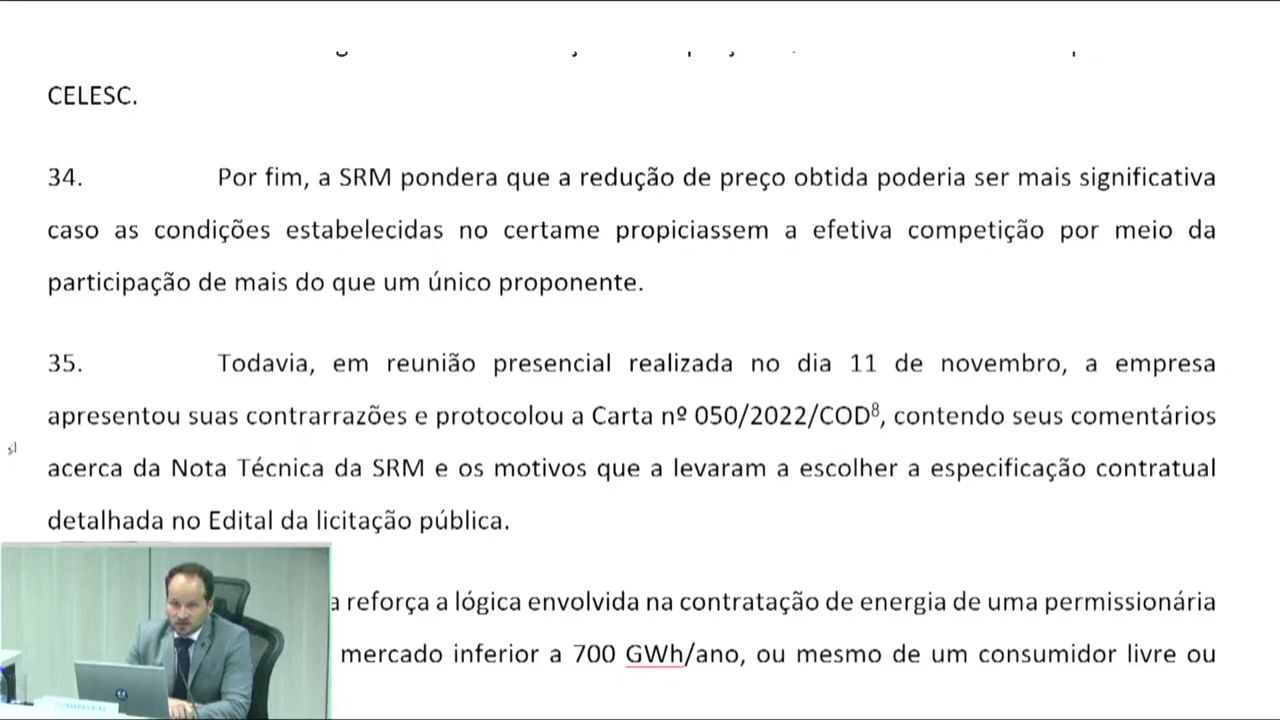 CELESC.
34. Por fim, a SRM pondera que a redução de preço obtida poderia ser mais significativa
caso as condições estabelecidas no certame propiciassem a efetiva competição por meio da
participação de mais do que um único proponente.
35. Todavia, em reunião presencial realizada no dia 11 de novembro, a empresa
apresentou suas contrarrazões e protocolou a Carta nº 050/2022/COD⁸, contendo seus comentários
acerca da Nota Técnica da SRM e os motivos que a levaram a escolher a especificação contratual
detalhada no Edital da licitação pública.
reforça a lógica envolvida na contratação de energia de uma permissionária
mercado inferior a 700 GWh/ano, ou mesmo de um consumidor livre ou